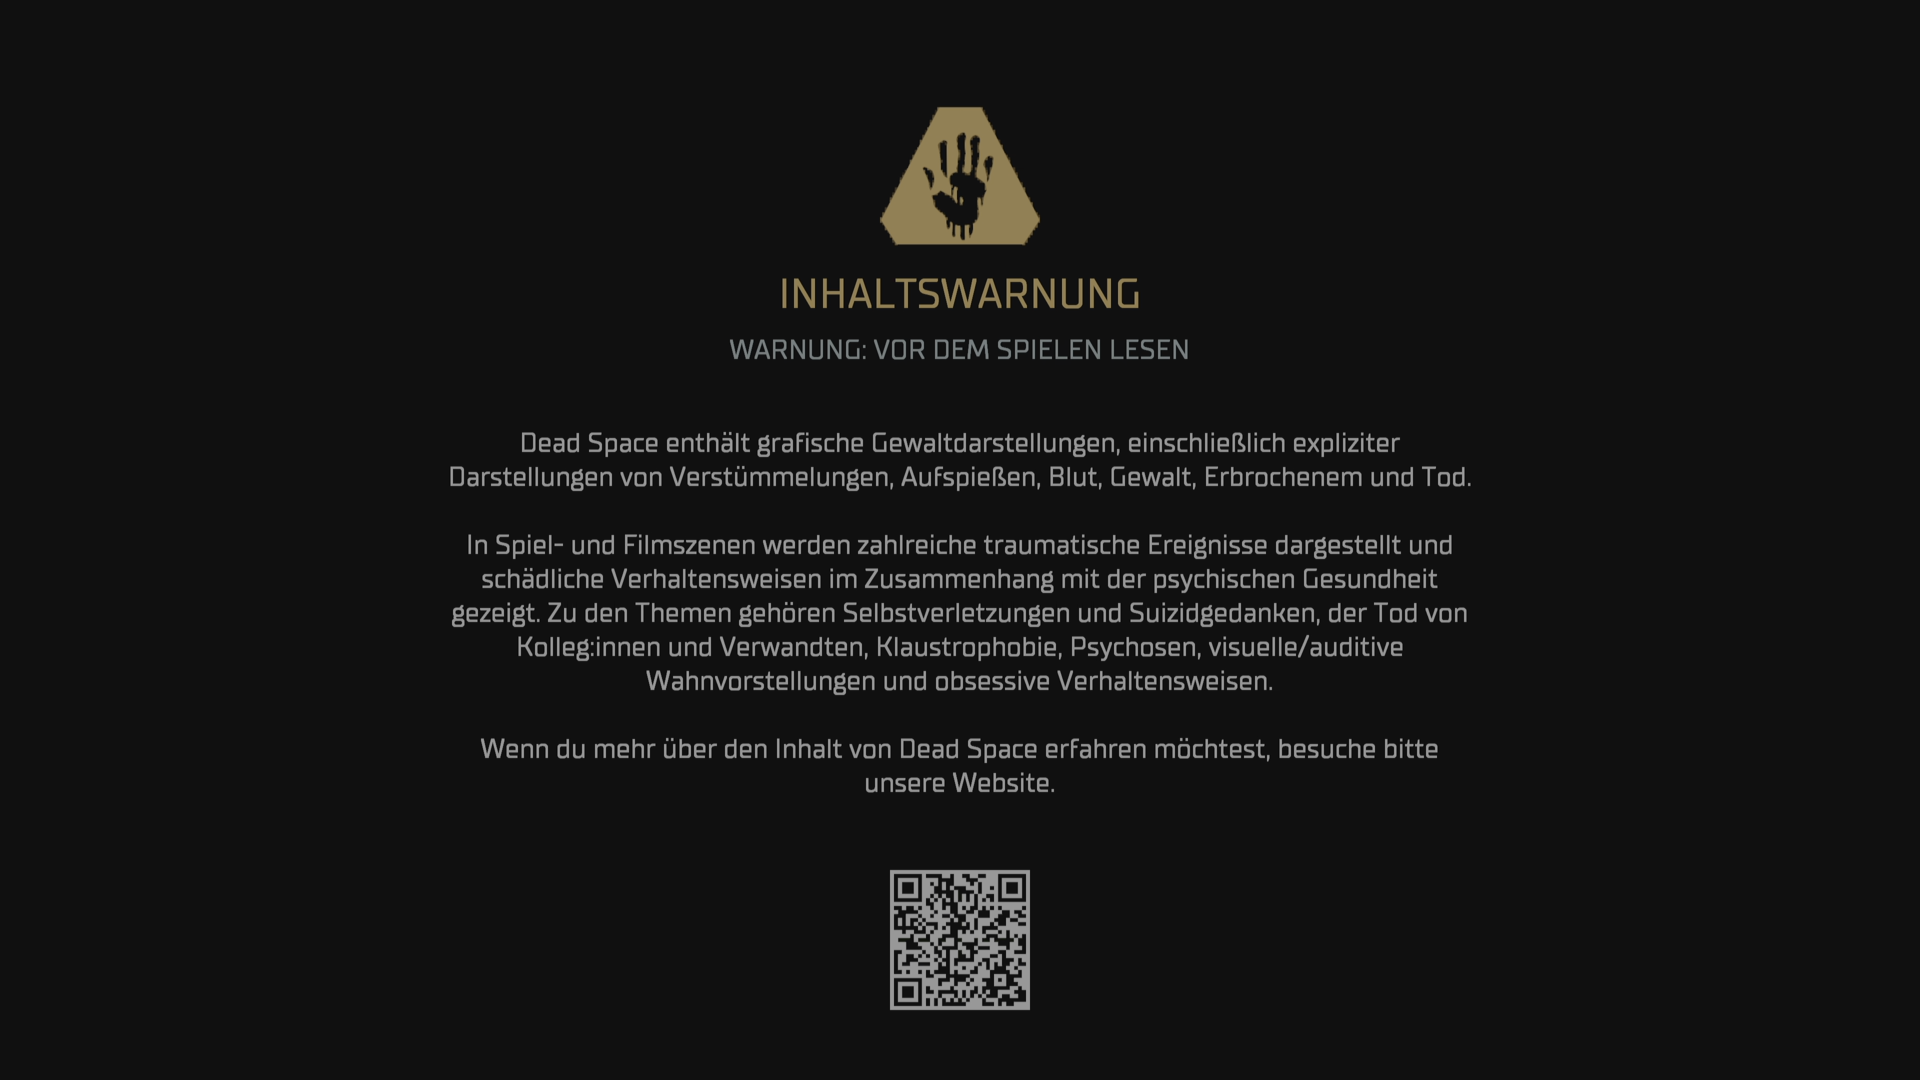 INHALTSWARNUNG
WARNUNG: VOR DEM SPIELEN LESEN
Dead Space enthält grafische Gewaltdarstellungen, einschließlich expliziter
Darstellungen von Verstümmelungen, Aufspießen, Blut, Gewalt, Erbrochenem und Tod.
In Spiel- und Filmszenen werden zahlreiche traumatische Ereignisse dargestellt und
schädliche Verhaltensweisen im Zusammenhang mit der psychischen Gesundheit
gezeigt. Zu den Themen gehören Selbstverletzungen und Suizidgedanken, der Tod von
Kolleg:innen und Verwandten, Klaustrophobie, Psychosen, visuelle/auditive
Wahnvorstellungen und obsessive Verhaltensweisen.
Wenn du mehr über den Inhalt von Dead Space erfahren möchtest, besuche bitte
unsere Website.